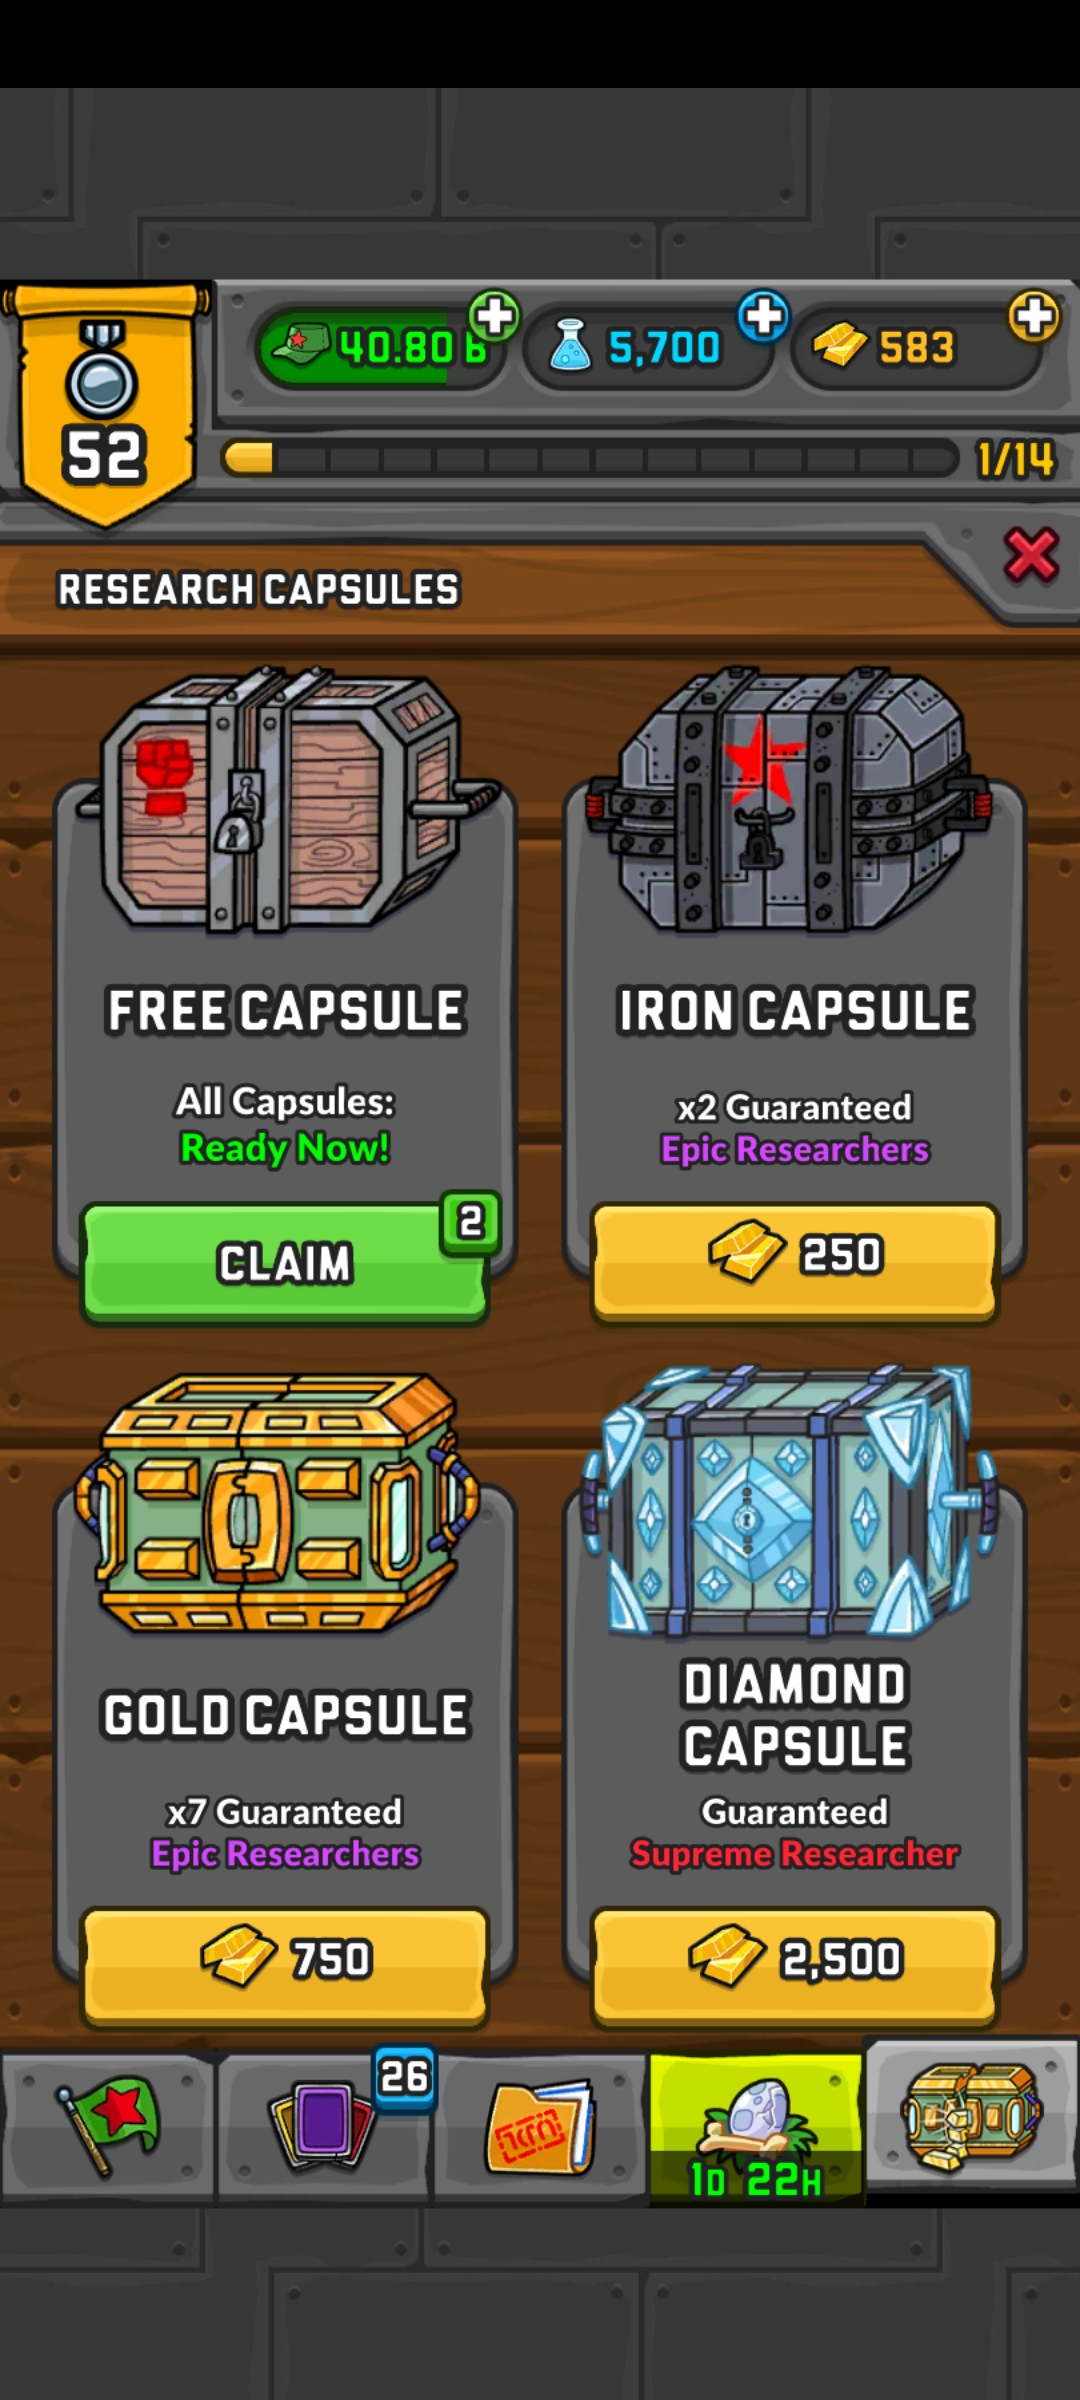 40.80 B
5,700
583
52
1/14
RESEARCH CAPSULES
FREE CAPSULE
All Capsules:
Ready Now!
2
CLAIM
IRON CAPSULE
x2 Guaranteed
Epic Researchers
250
GOLD CAPSULE
x7 Guaranteed
Epic Researchers
750
DIAMOND
CAPSULE
Guaranteed
Supreme Researcher
2,500
26
1D 22H